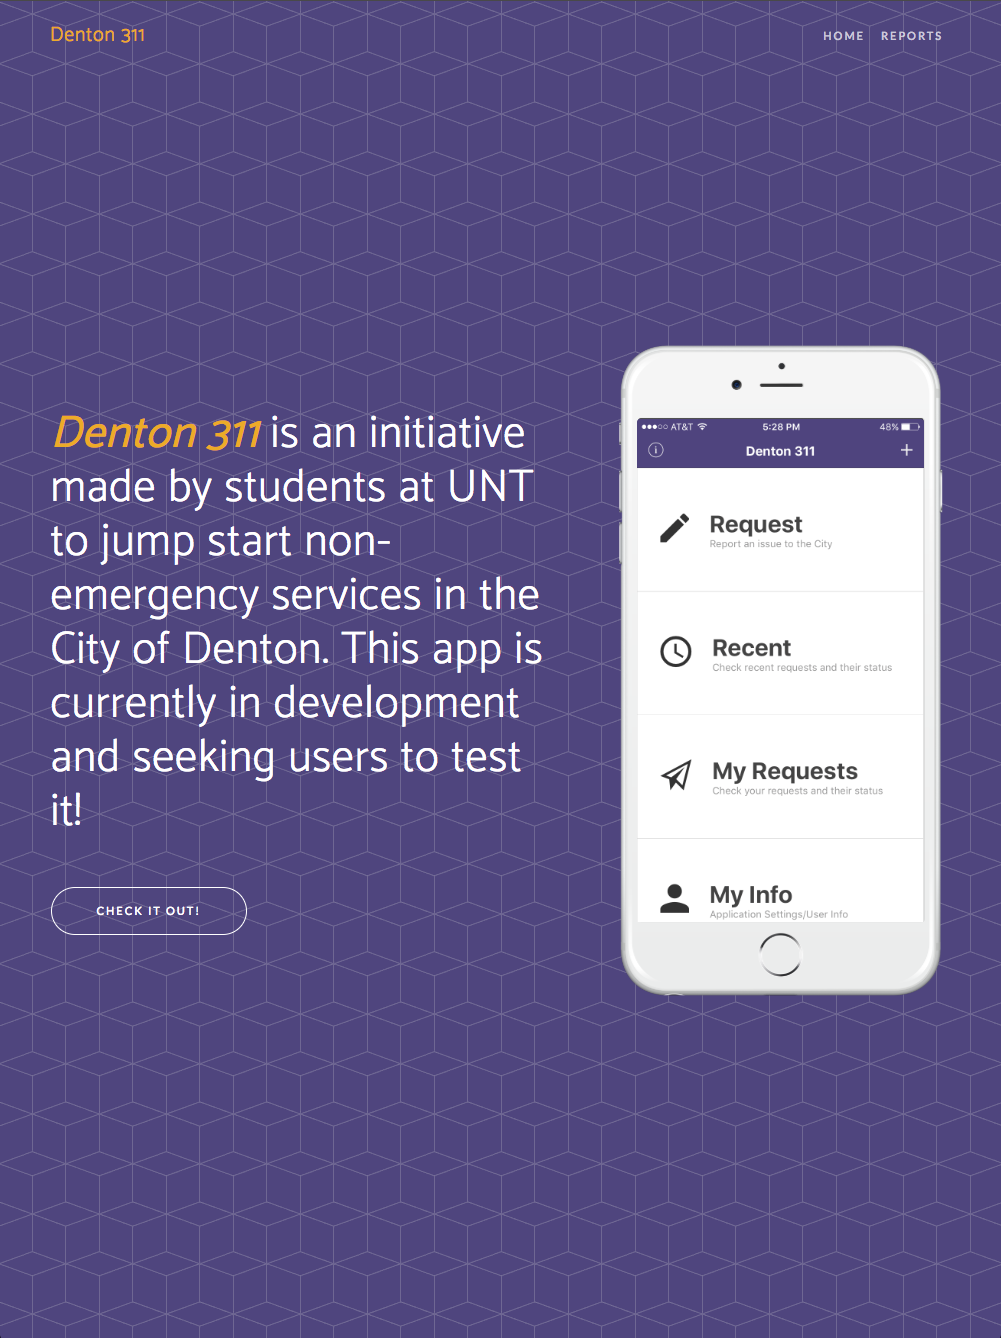 Denton 311
HOME REPORTS
Denton 311 is an initiative
made by students at UNT
to jump start non-
emergency services in the
City of Denton. This app is
currently in development
and seeking users to test
it!
CHECK IT OUT!
AT&T 5:28 PM 48%
Denton 311
Request
Report an issue to the City
Recent
Check recent requests and their status
My Requests
Check your requests and their status
My Info
Application Settings/User Info